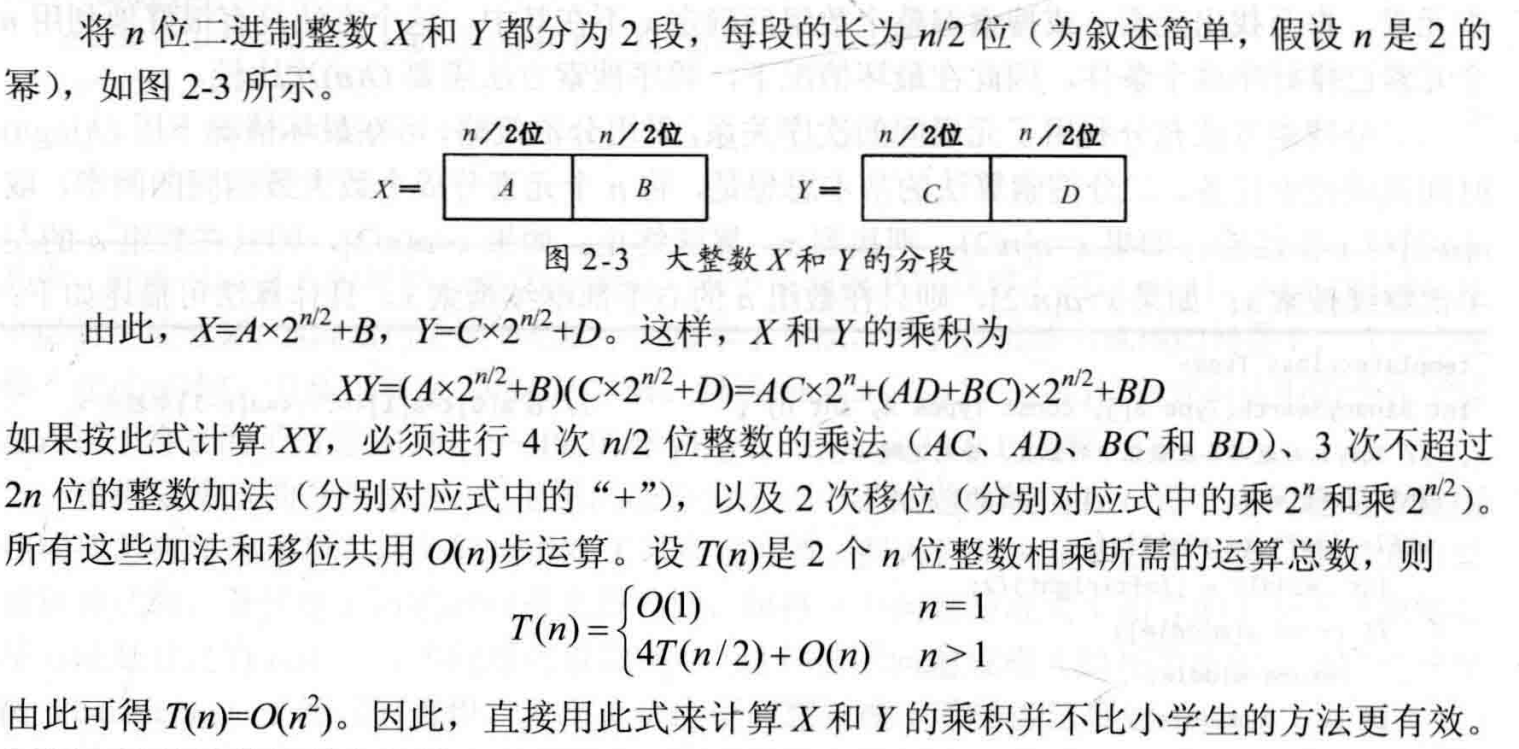 将 n 位二进制整数 X 和 Y 都分为 2 段，每段的长为 n/2 位（为叙述简单，假设 n 是 2 的
幂），如图 2-3 所示。
n／2位 n／2位 n／2位 n／2位
X＝ A B Y＝ C D
图 2-3 大整数 X 和 Y 的分段
由此，X=A×2^{n/2}+B，Y=C×2^{n/2}+D。这样，X 和 Y 的乘积为
XY=(A×2^{n/2}+B)(C×2^{n/2}+D)=AC×2^n+(AD+BC)×2^{n/2}+BD
如果按此式计算 XY，必须进行 4 次 n/2 位整数的乘法（AC、AD、BC 和 BD）、3 次不超过
2n 位的整数加法（分别对应式中的“+”），以及 2 次移位（分别对应式中的乘 2^n 和乘 2^{n/2}）。
所有这些加法和移位共用 O(n)步运算。设 T(n)是 2 个 n 位整数相乘所需的运算总数，则
O(1) n=1
T(n)={
4T(n/2)+O(n) n>1
由此可得 T(n)=O(n^2)。因此，直接用此式来计算 X 和 Y 的乘积并不比小学生的方法更有效。